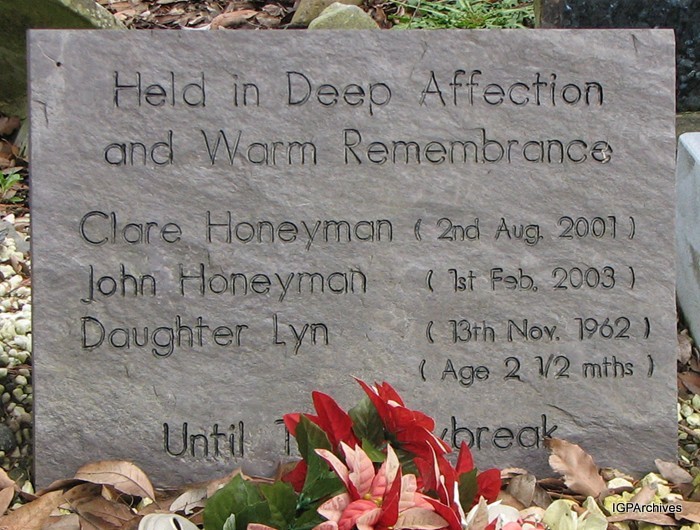 Held in Deep Affection
and Warm Remembrance
Clare Honeyman ( 2nd Aug. 2001 )
John Honeyman ( 1st Feb. 2003 )
Daughter Lyn ( 13th Nov. 1962 )
( Age 2 1/2 mths )
Until
IGPArchives